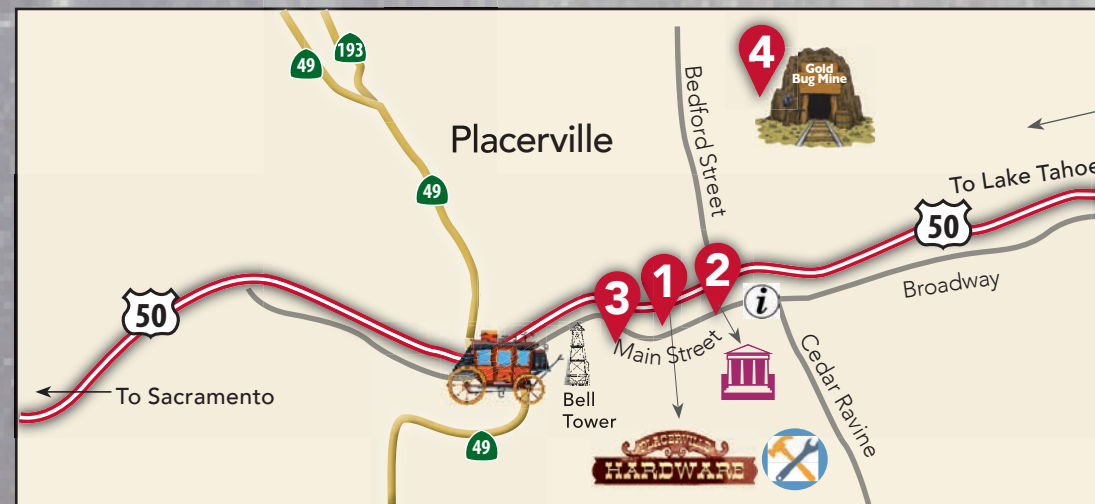 49
193
4
Gold
Bug Mine
Bedford Street
Placerville
49
To Lake Tahoe
50
2
1
3
i
Broadway
50
Main Street
Cedar Ravine
To Sacramento
Bell
Tower
49
PLACERVILLE
HARDWARE